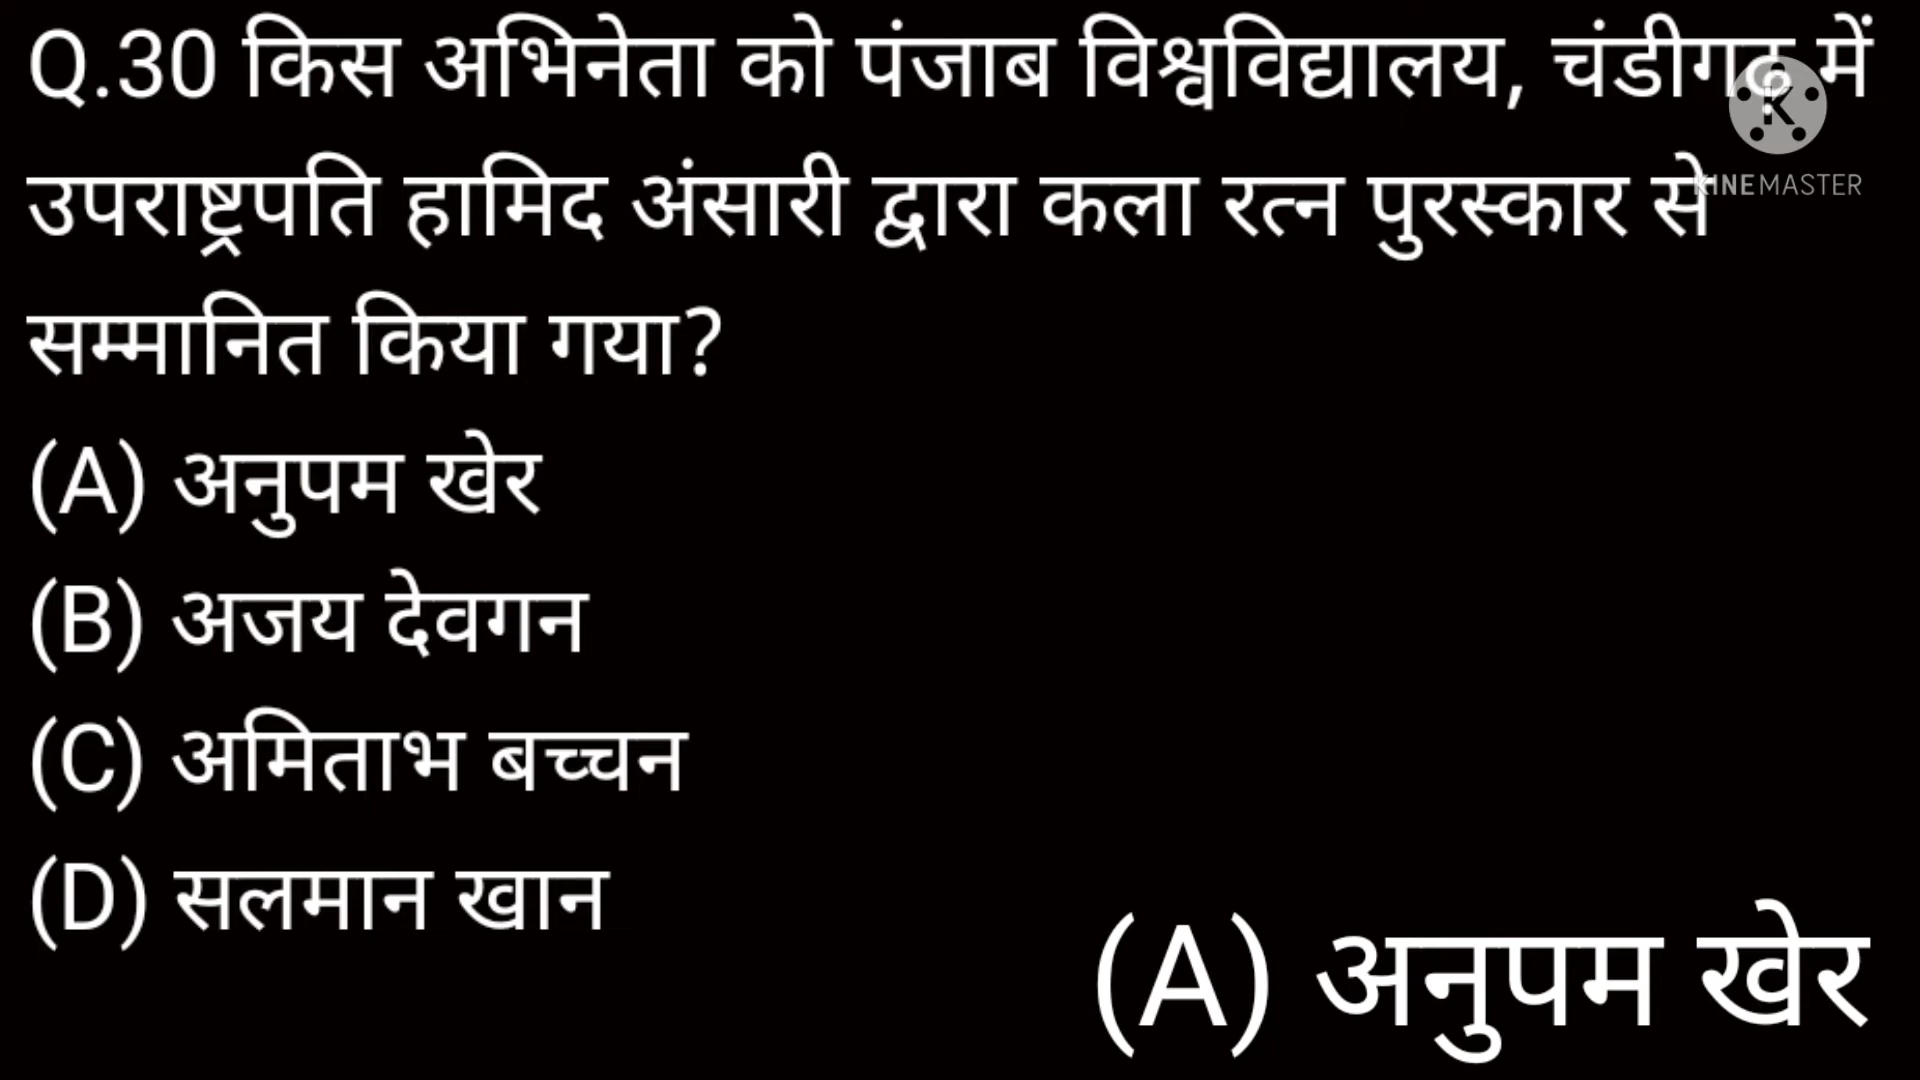 Q.30 किस अभिनेता को पंजाब विश्वविद्यालय, चंडीगढ़ में
उपराष्ट्रपति हामिद अंसारी द्वारा कला रत्न पुरस्कार से
सम्मानित किया गया?
(A) अनुपम खेर
(B) अजय देवगन
(C) अमिताभ बच्चन
(D) सलमान खान
(A) अनुपम खेर
K
KINEMASTER